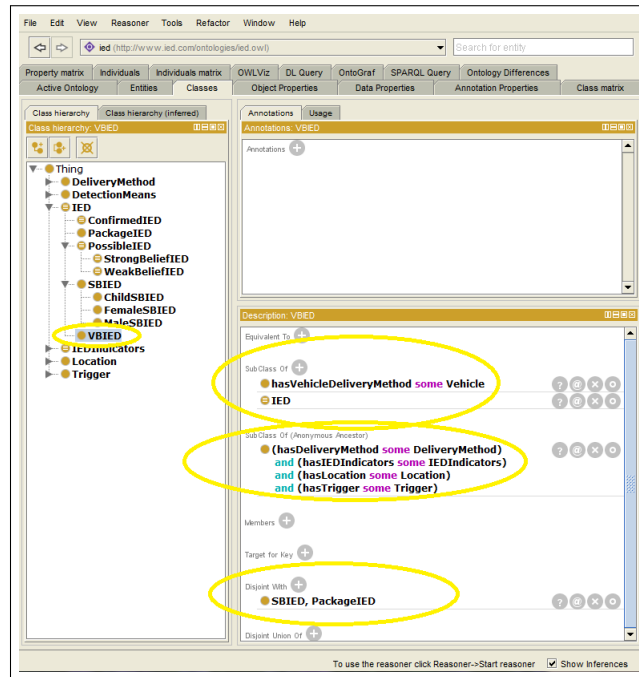 File Edit View Reasoner Tools Refactor Window Help
ied (http://www.ied.com/ontologies/ied.owl)
Search for entity
Property matrix Individuals Individuals matrix OWLViz DL Query OntoGraf SPARQL Query Ontology Differences
Active Ontology Entities Classes Object Properties Data Properties Annotation Properties Class matrix
Class hierarchy Class hierarchy (inferred)
Class hierarchy: VBIED
Thing
DeliveryMethod
DetectionMeans
IED
ConfirmedIED
PackageIED
PossibleIED
StrongBeliefIED
WeakBeliefIED
SBIED
ChildSBIED
FemaleSBIED
MaleSBIED
VBIED
IEDIndicators
Location
Trigger
Annotations Usage
Annotations: VBIED
Annotations
Description: VBIED
Equivalent To
SubClass Of
hasVehicleDeliveryMethod some Vehicle
IED
SubClass Of (Anonymous Ancestor)
(hasDeliveryMethod some DeliveryMethod)
and (hasIEDIndicators some IEDIndicators)
and (hasLocation some Location)
and (hasTrigger some Trigger)
Members
Target for Key
Disjoint With
SBIED, PackageIED
Disjoint Union Of
To use the reasoner click Reasoner->Start reasoner Show Inferences